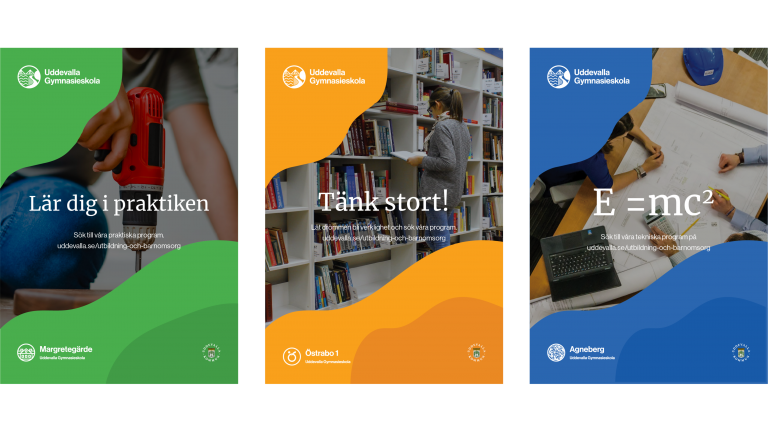 Uddevalla
Gymnasieskola
Lär dig i praktiken
Sök till våra praktiska program.
uddevalla.se/utbildning-och-barnomsorg
Margretegärde
Uddevalla Gymnasieskola
Uddevalla
Gymnasieskola
Tänk stort!
Låt drömmen bli verklighet och sök våra program.
uddevalla.se/utbildning-och-barnomsorg
Östrabo 1
Uddevalla Gymnasieskola
Uddevalla
Gymnasieskola
E =mc²
Sök till våra tekniska program på
uddevalla.se/utbildning-och-barnomsorg
Agneberg
Uddevalla Gymnasieskola